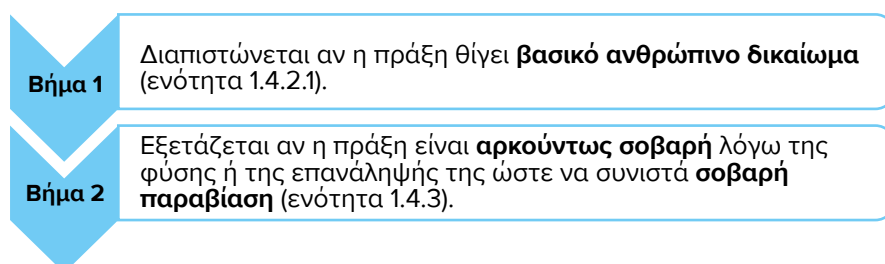 Βήμα 1
Διαπιστώνεται αν η πράξη θίγει βασικό ανθρώπινο δικαίωμα
(ενότητα 1.4.2.1).
Βήμα 2
Εξετάζεται αν η πράξη είναι αρκούντως σοβαρή λόγω της
φύσης ή της επανάληψής της ώστε να συνιστά σοβαρή
παραβίαση (ενότητα 1.4.3).